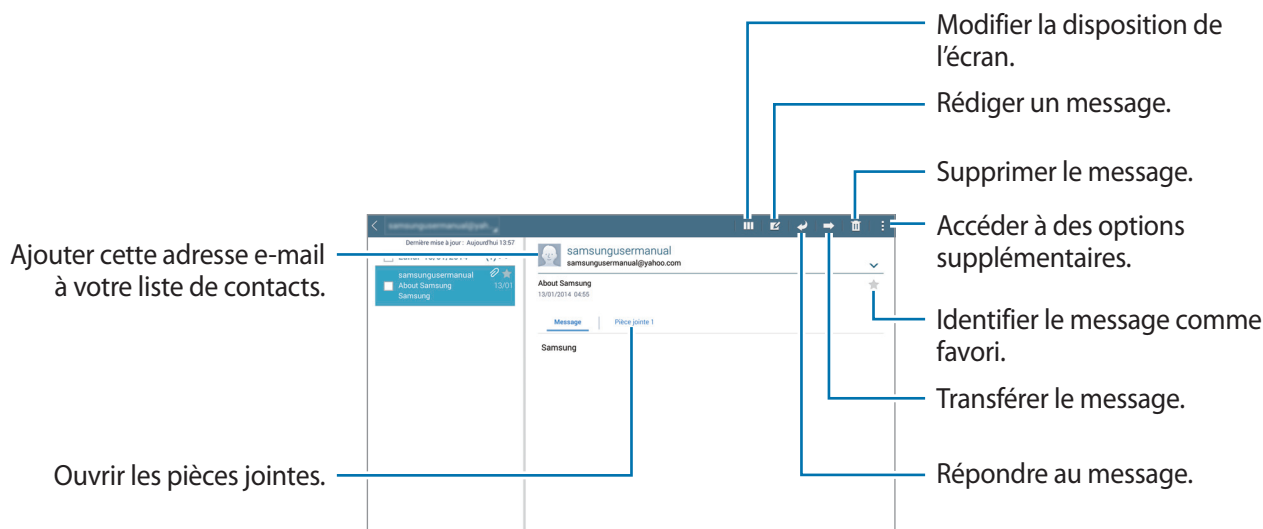 Modifier la disposition de
l'écran.
Rédiger un message.
Supprimer le message.
Accéder à des options
supplémentaires.
Identifier le message comme
favori.
Transférer le message.
Répondre au message.
Ajouter cette adresse e-mail
à votre liste de contacts.
Ouvrir les pièces jointes.
Dernière mise à jour : Aujourd'hui 13:57
samsungusermanual
About Samsung 13/01
Samsung
samsungusermanual
samsungusermanual@yahoo.com
About Samsung
13/01/2014 04:55
Message Pièce jointe 1
Samsung